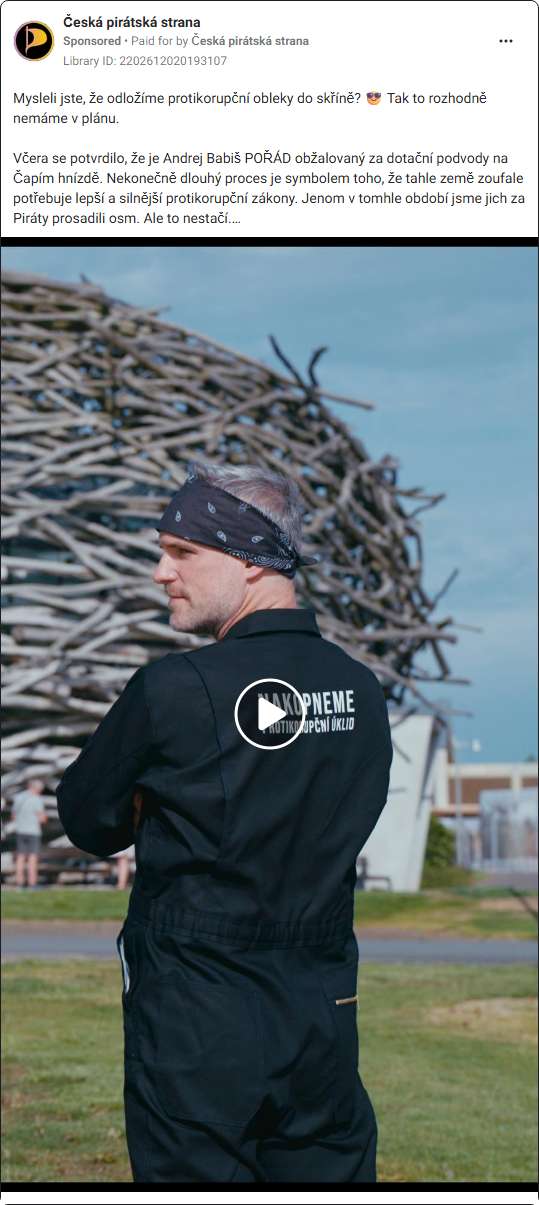 Česká pirátská strana
Sponsored • Paid for by Česká pirátská strana
Library ID: 2202612020193107
Mysleli jste, že odložíme protikorupční obleky do skříně? 😎 Tak to rozhodně
nemáme v plánu.
Včera se potvrdilo, že je Andrej Babiš POŘÁD obžalovaný za dotační podvody na
Čapím hnízdě. Nekonečně dlouhý proces je symbolem toho, že tahle země zoufale
potřebuje lepší a silnější protikorupční zákony. Jenom v tomhle období jsme jich za
Piráty prosadili osm. Ale to nestačí....
NAKOPNEME
PROTIKORUPČNÍ ÚKLID